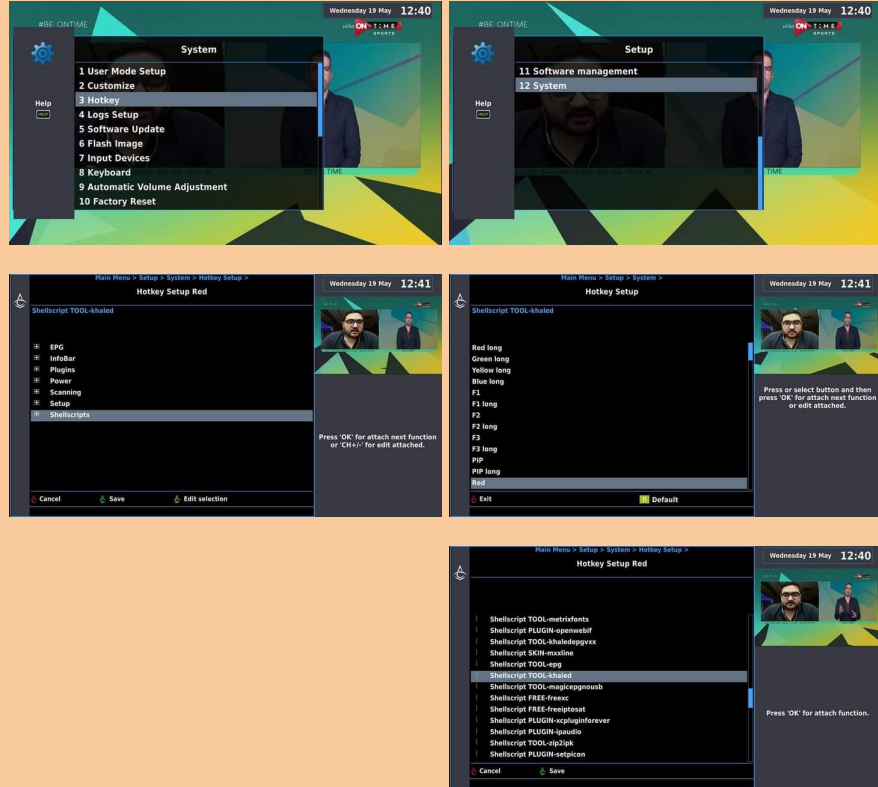 Wednesday 19 May 12:40
#BE ONTIME
ON TIME
SPORTS
System
1 User Mode Setup
2 Customize
3 Hotkey
4 Logs Setup
5 Software Update
6 Flash Image
7 Input Devices
8 Keyboard
9 Automatic Volume Adjustment
10 Factory Reset
Help
TIME
Wednesday 19 May 12:40
#BE ONTIME
ON TIME
SPORTS
Setup
11 Software management
12 System
Help
TIME
Main Menu > Setup > System > Hotkey Setup >
Hotkey Setup Red
Wednesday 19 May 12:41
Shellscript TOOL-khaled
EPG
InfoBar
Plugins
Power
Scanning
Setup
Shellscripts
Press 'OK' for attach next function
or 'CH+/-' for edit attached.
Cancel
Save
Edit selection
Main Menu > Setup > System >
Hotkey Setup
Wednesday 19 May 12:41
Shellscript TOOL-khaled
Red long
Green long
Yellow long
Blue long
F1
F1 long
F2
F2 long
F3
F3 long
PIP
PIP long
Red
Press or select button and then
press 'OK' for attach next function
or edit attached.
Exit
Default
Main Menu > Setup > System > Hotkey Setup >
Hotkey Setup Red
Wednesday 19 May 12:40
Shellscript TOOL-metrixfonts
Shellscript PLUGIN-openwebif
Shellscript TOOL-khaledepgvxx
Shellscript SKIN-mxxline
Shellscript TOOL-epg
Shellscript TOOL-khaled
Shellscript TOOL-magicepgnousb
Shellscript FREE-freexc
Shellscript FREE-freeiptosat
Shellscript PLUGIN-xcpluginforever
Shellscript PLUGIN-ipaudio
Shellscript TOOL-zip2ipk
Shellscript PLUGIN-setpicon
Press 'OK' for attach function.
Cancel
Save